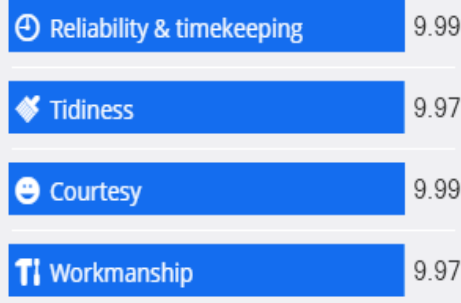 Reliability & timekeeping 9.99
Tidiness 9.97
Courtesy 9.99
Workmanship 9.97